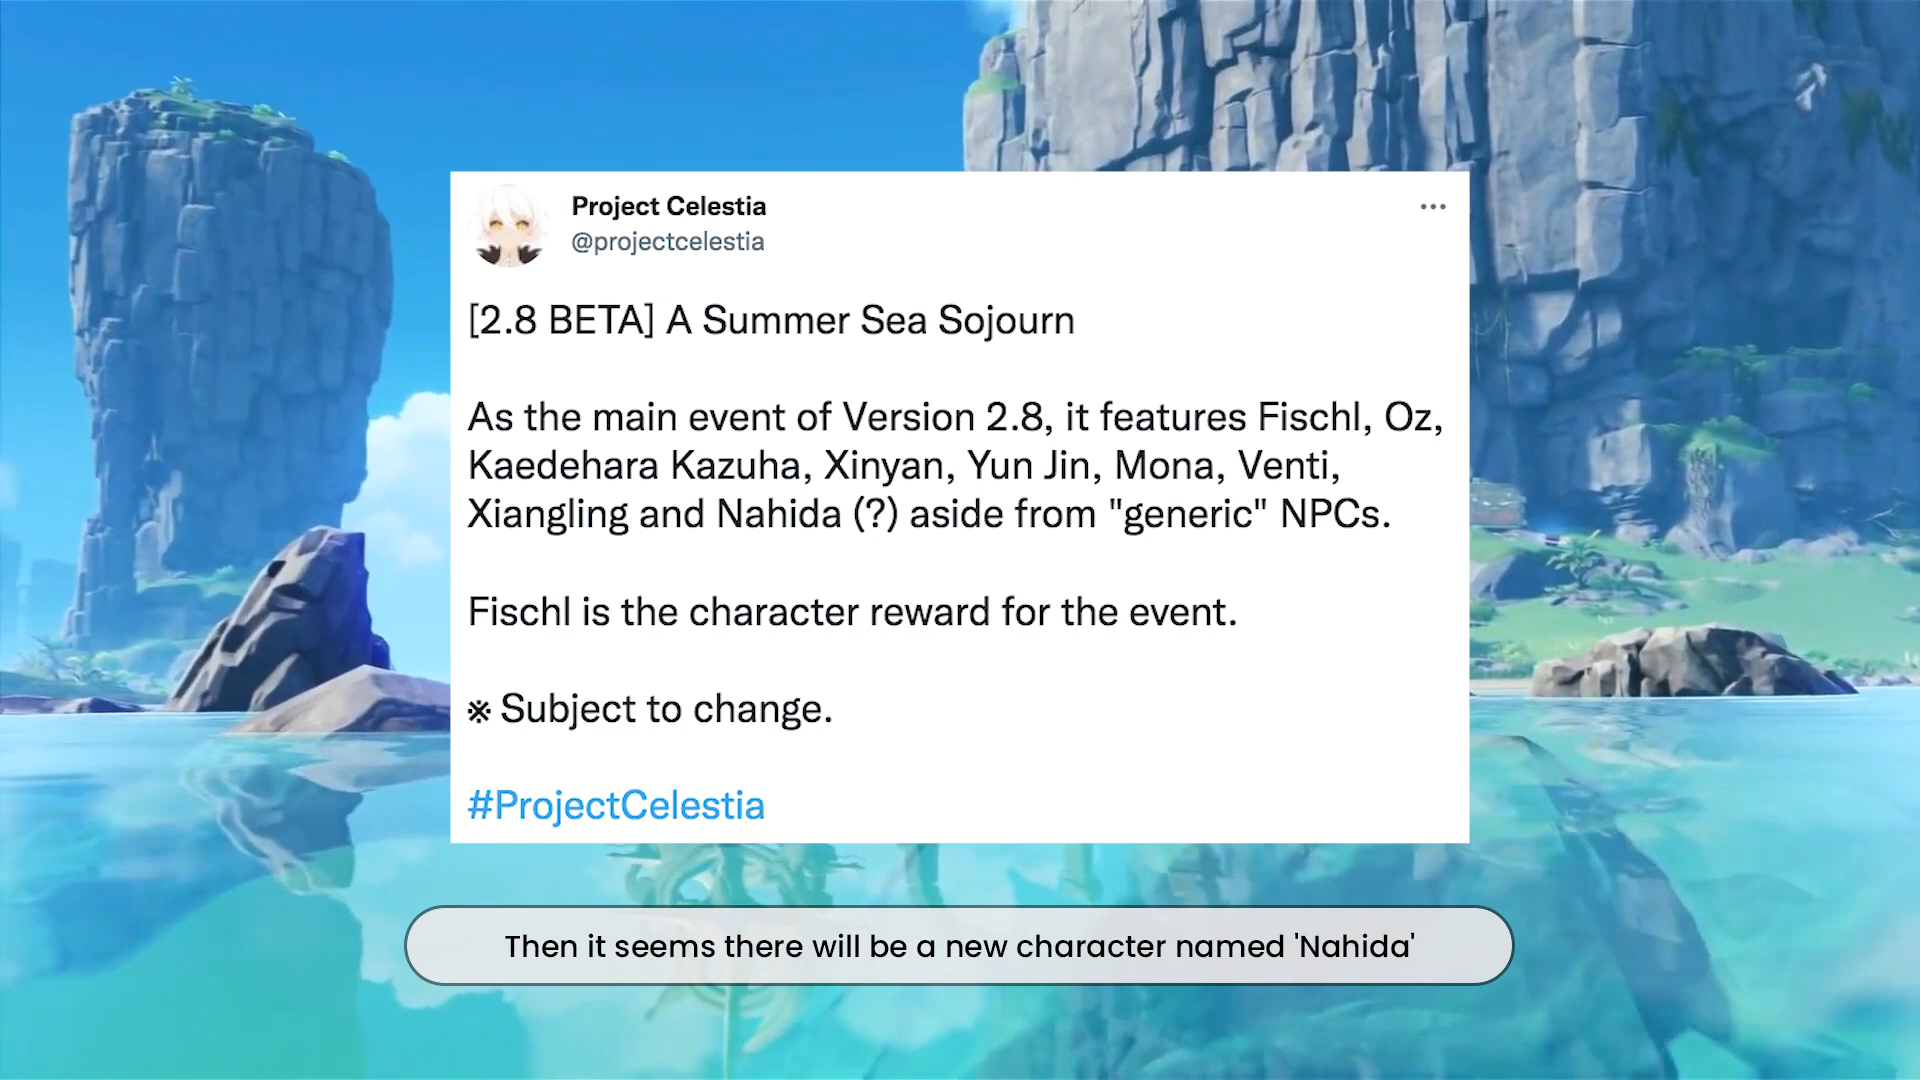 Project Celestia
@projectcelestia
[2.8 BETA] A Summer Sea Sojourn
As the main event of Version 2.8, it features Fischl, Oz,
Kaedehara Kazuha, Xinyan, Yun Jin, Mona, Venti,
Xiangling and Nahida (?) aside from "generic" NPCs.
Fischl is the character reward for the event.
※ Subject to change.
#ProjectCelestia
Then it seems there will be a new character named 'Nahida'